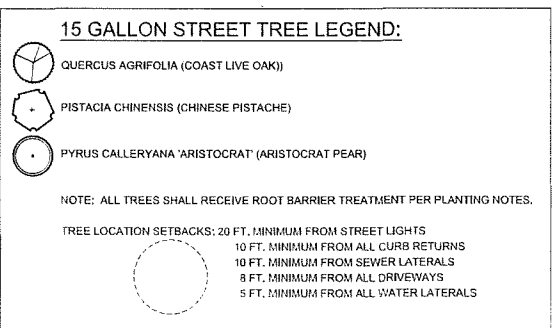 15 GALLON STREET TREE LEGEND:
QUERCUS AGRIFOLIA (COAST LIVE OAK))
PISTACIA CHINENSIS (CHINESE PISTACHE)
PYRUS CALLERYANA 'ARISTOCRAT' (ARISTOCRAT PEAR)
NOTE: ALL TREES SHALL RECEIVE ROOT BARRIER TREATMENT PER PLANTING NOTES.
TREE LOCATION SETBACKS: 20 FT. MINIMUM FROM STREET LIGHTS
10 FT. MINIMUM FROM ALL CURB RETURNS
10 FT. MINIMUM FROM SEWER LATERALS
8 FT. MINIMUM FROM ALL DRIVEWAYS
5 FT. MINIMUM FROM ALL WATER LATERALS